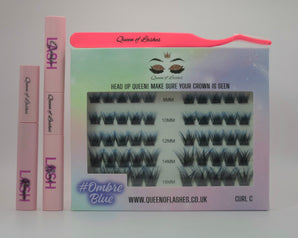 Queen of Lashes
Queen of Lashes
HEAD UP QUEEN! MAKE SURE YOUR CROWN IS SEEN
8MM
10MM
12MM
14MM
16MM
#Ombre
Blue
WWW.QUEENOFLASHES.CO.UK
CURL C
LASH
Queen of Lashes
LASH
LASH